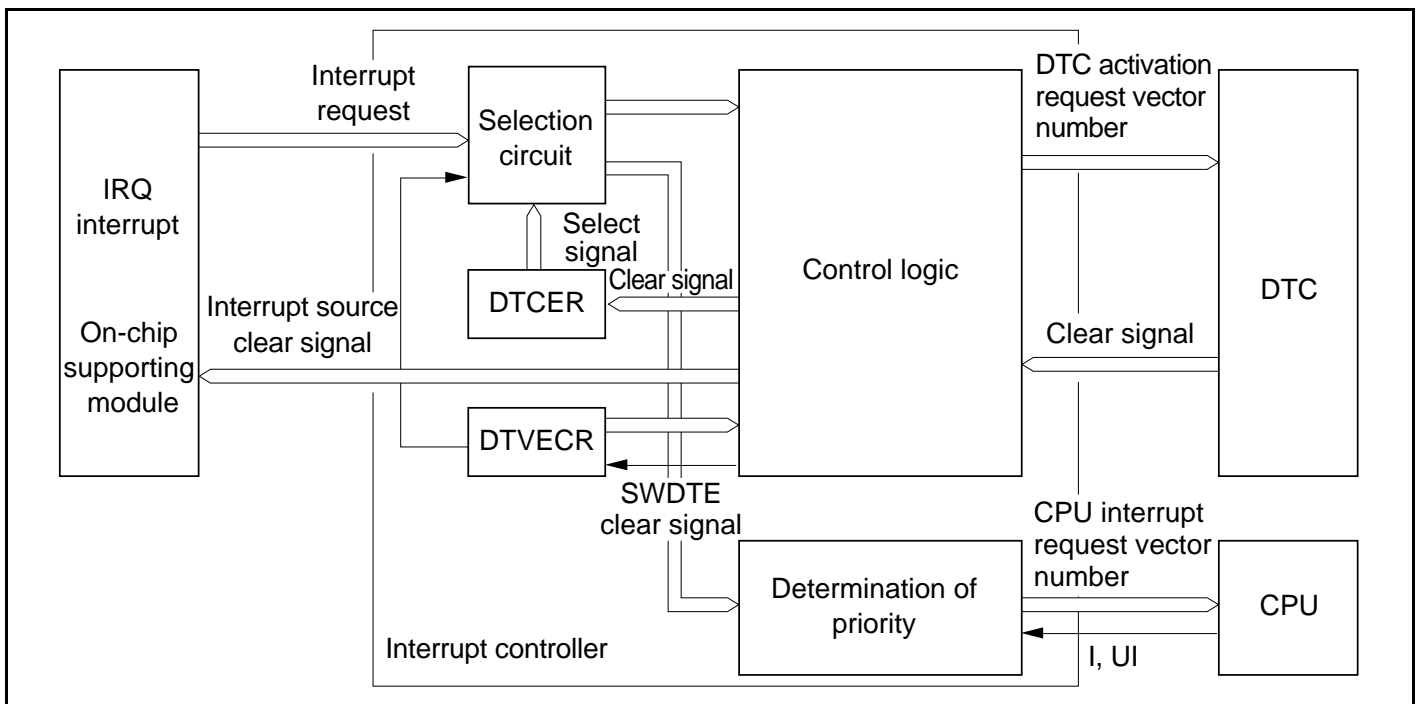 Interrupt
request
DTC activation
request vector
number
Selection
circuit
IRQ
interrupt
Select
signal
Control logic
Clear signal
DTCER
DTC
Interrupt source
clear signal
On-chip
supporting
module
Clear signal
DTVECR
SWDTE
clear signal
CPU interrupt
request vector
number
Determination of
priority
CPU
Interrupt controller
I, UI